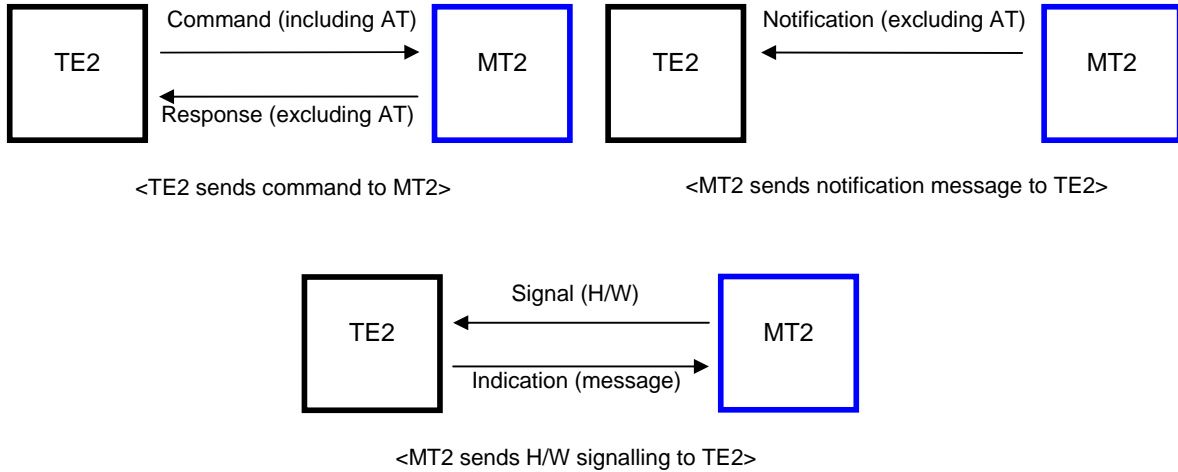 Command (including AT)
TE2
MT2
Response (excluding AT)
<TE2 sends command to MT2>
Notification (excluding AT)
TE2
MT2
<MT2 sends notification message to TE2>
Signal (H/W)
TE2
MT2
Indication (message)
<MT2 sends H/W signalling to TE2>